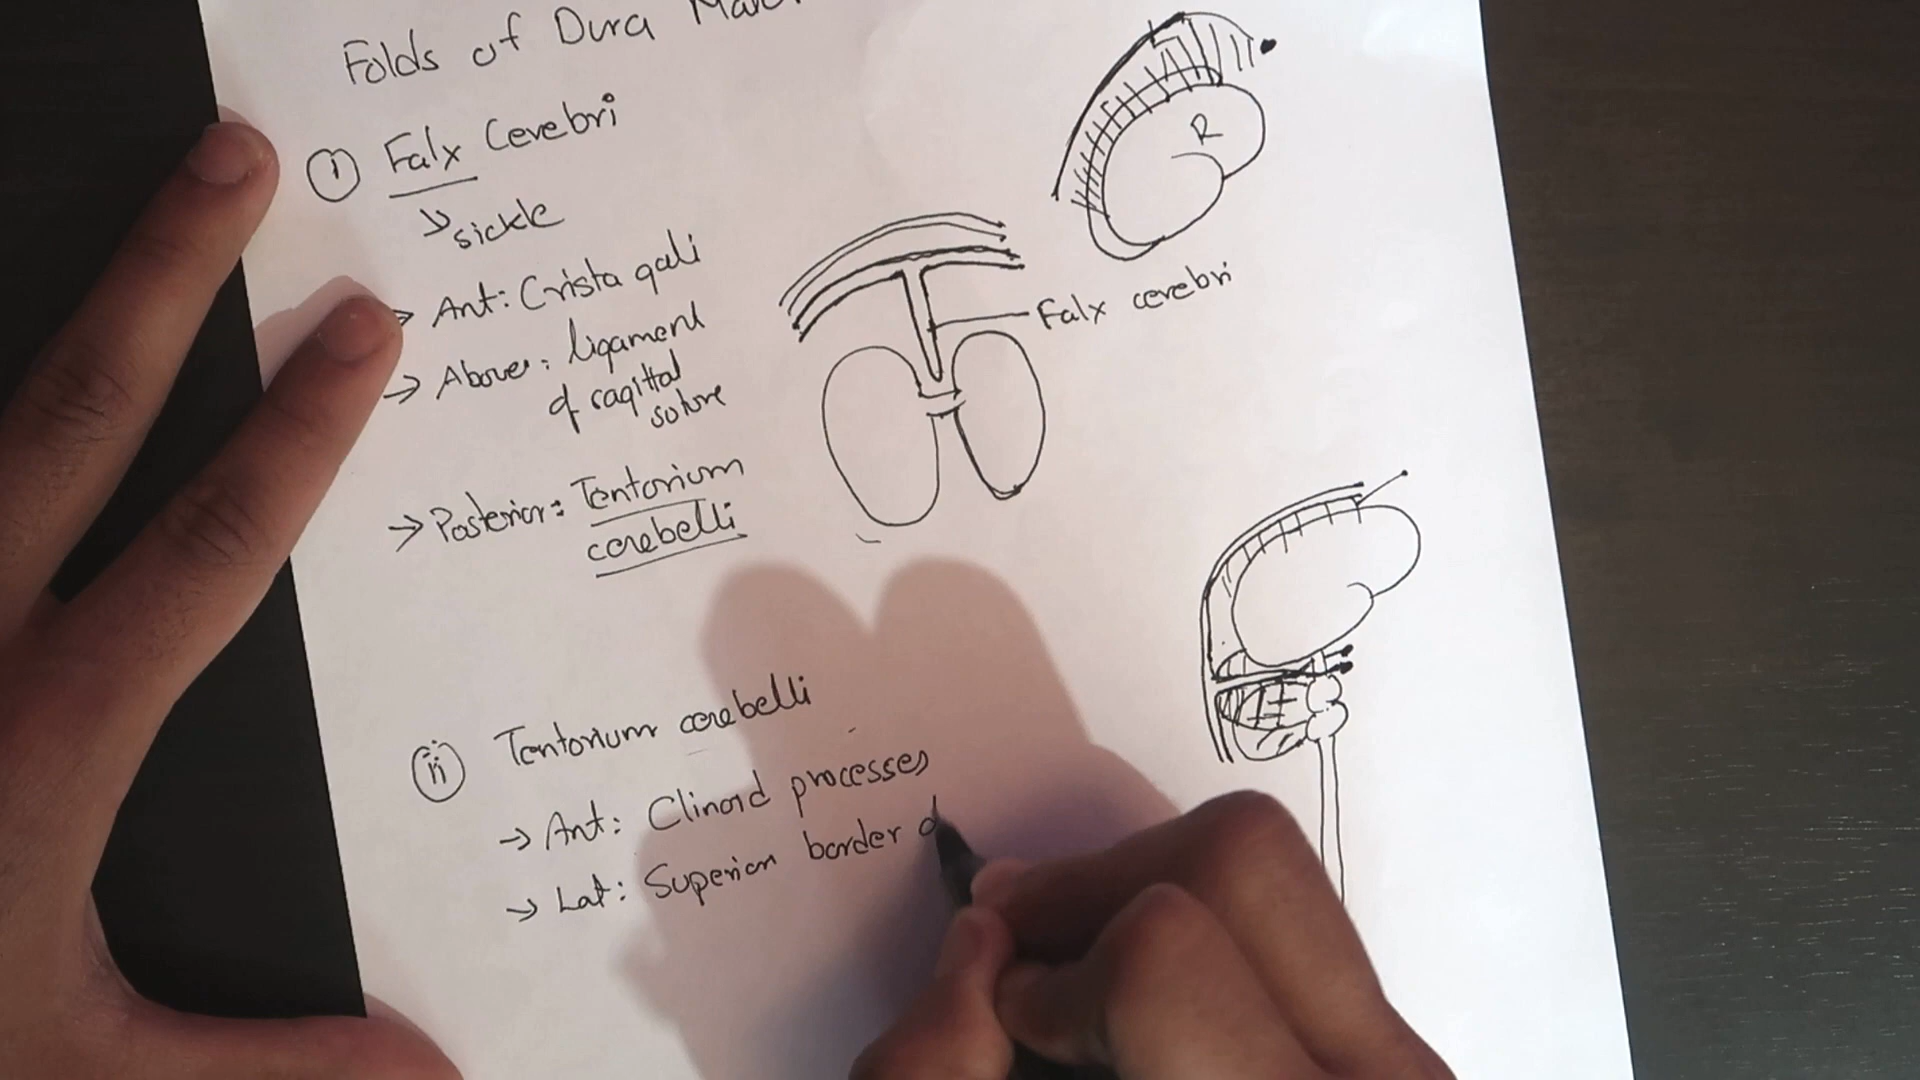 Folds of Dura Mater
i Falx Cerebri
sickle
→ Ant: Crista gali
→ Above: ligament
of sagittal
suture
→ Posterior: Tentorium
cerebelli
R
Falx cerebri
ii Tentorium cerebelli
→ Ant: Clinoid processes
→ Lat: Superior border